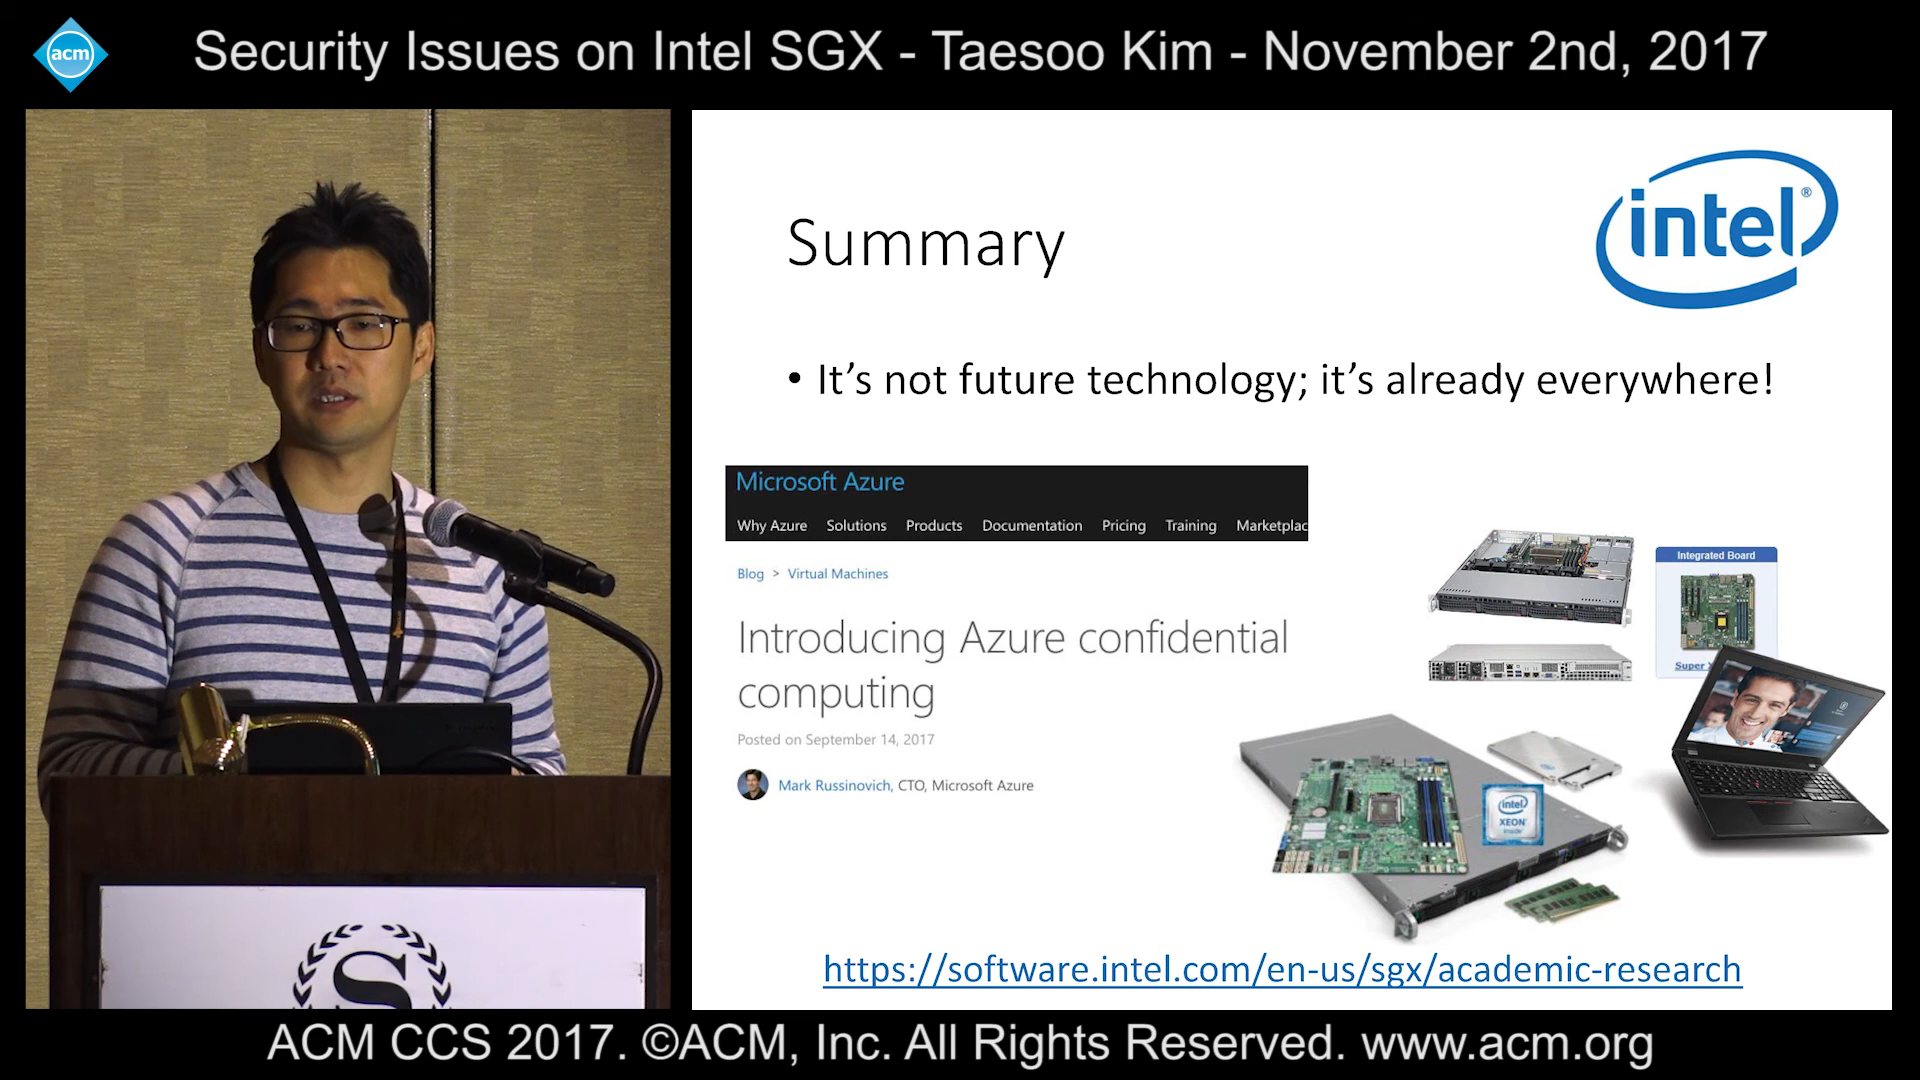 acm
Security Issues on Intel SGX - Taesoo Kim - November 2nd, 2017
intel®
Summary
• It’s not future technology; it’s already everywhere!
Microsoft Azure
Why Azure Solutions Products Documentation Pricing Training Marketplac
Blog > Virtual Machines
Introducing Azure confidential
computing
Posted on September 14, 2017
Mark Russinovich, CTO, Microsoft Azure
Integrated Board
Super
intel
XEON
inside
S
https://software.intel.com/en-us/sgx/academic-research
ACM CCS 2017. ©ACM, Inc. All Rights Reserved. www.acm.org